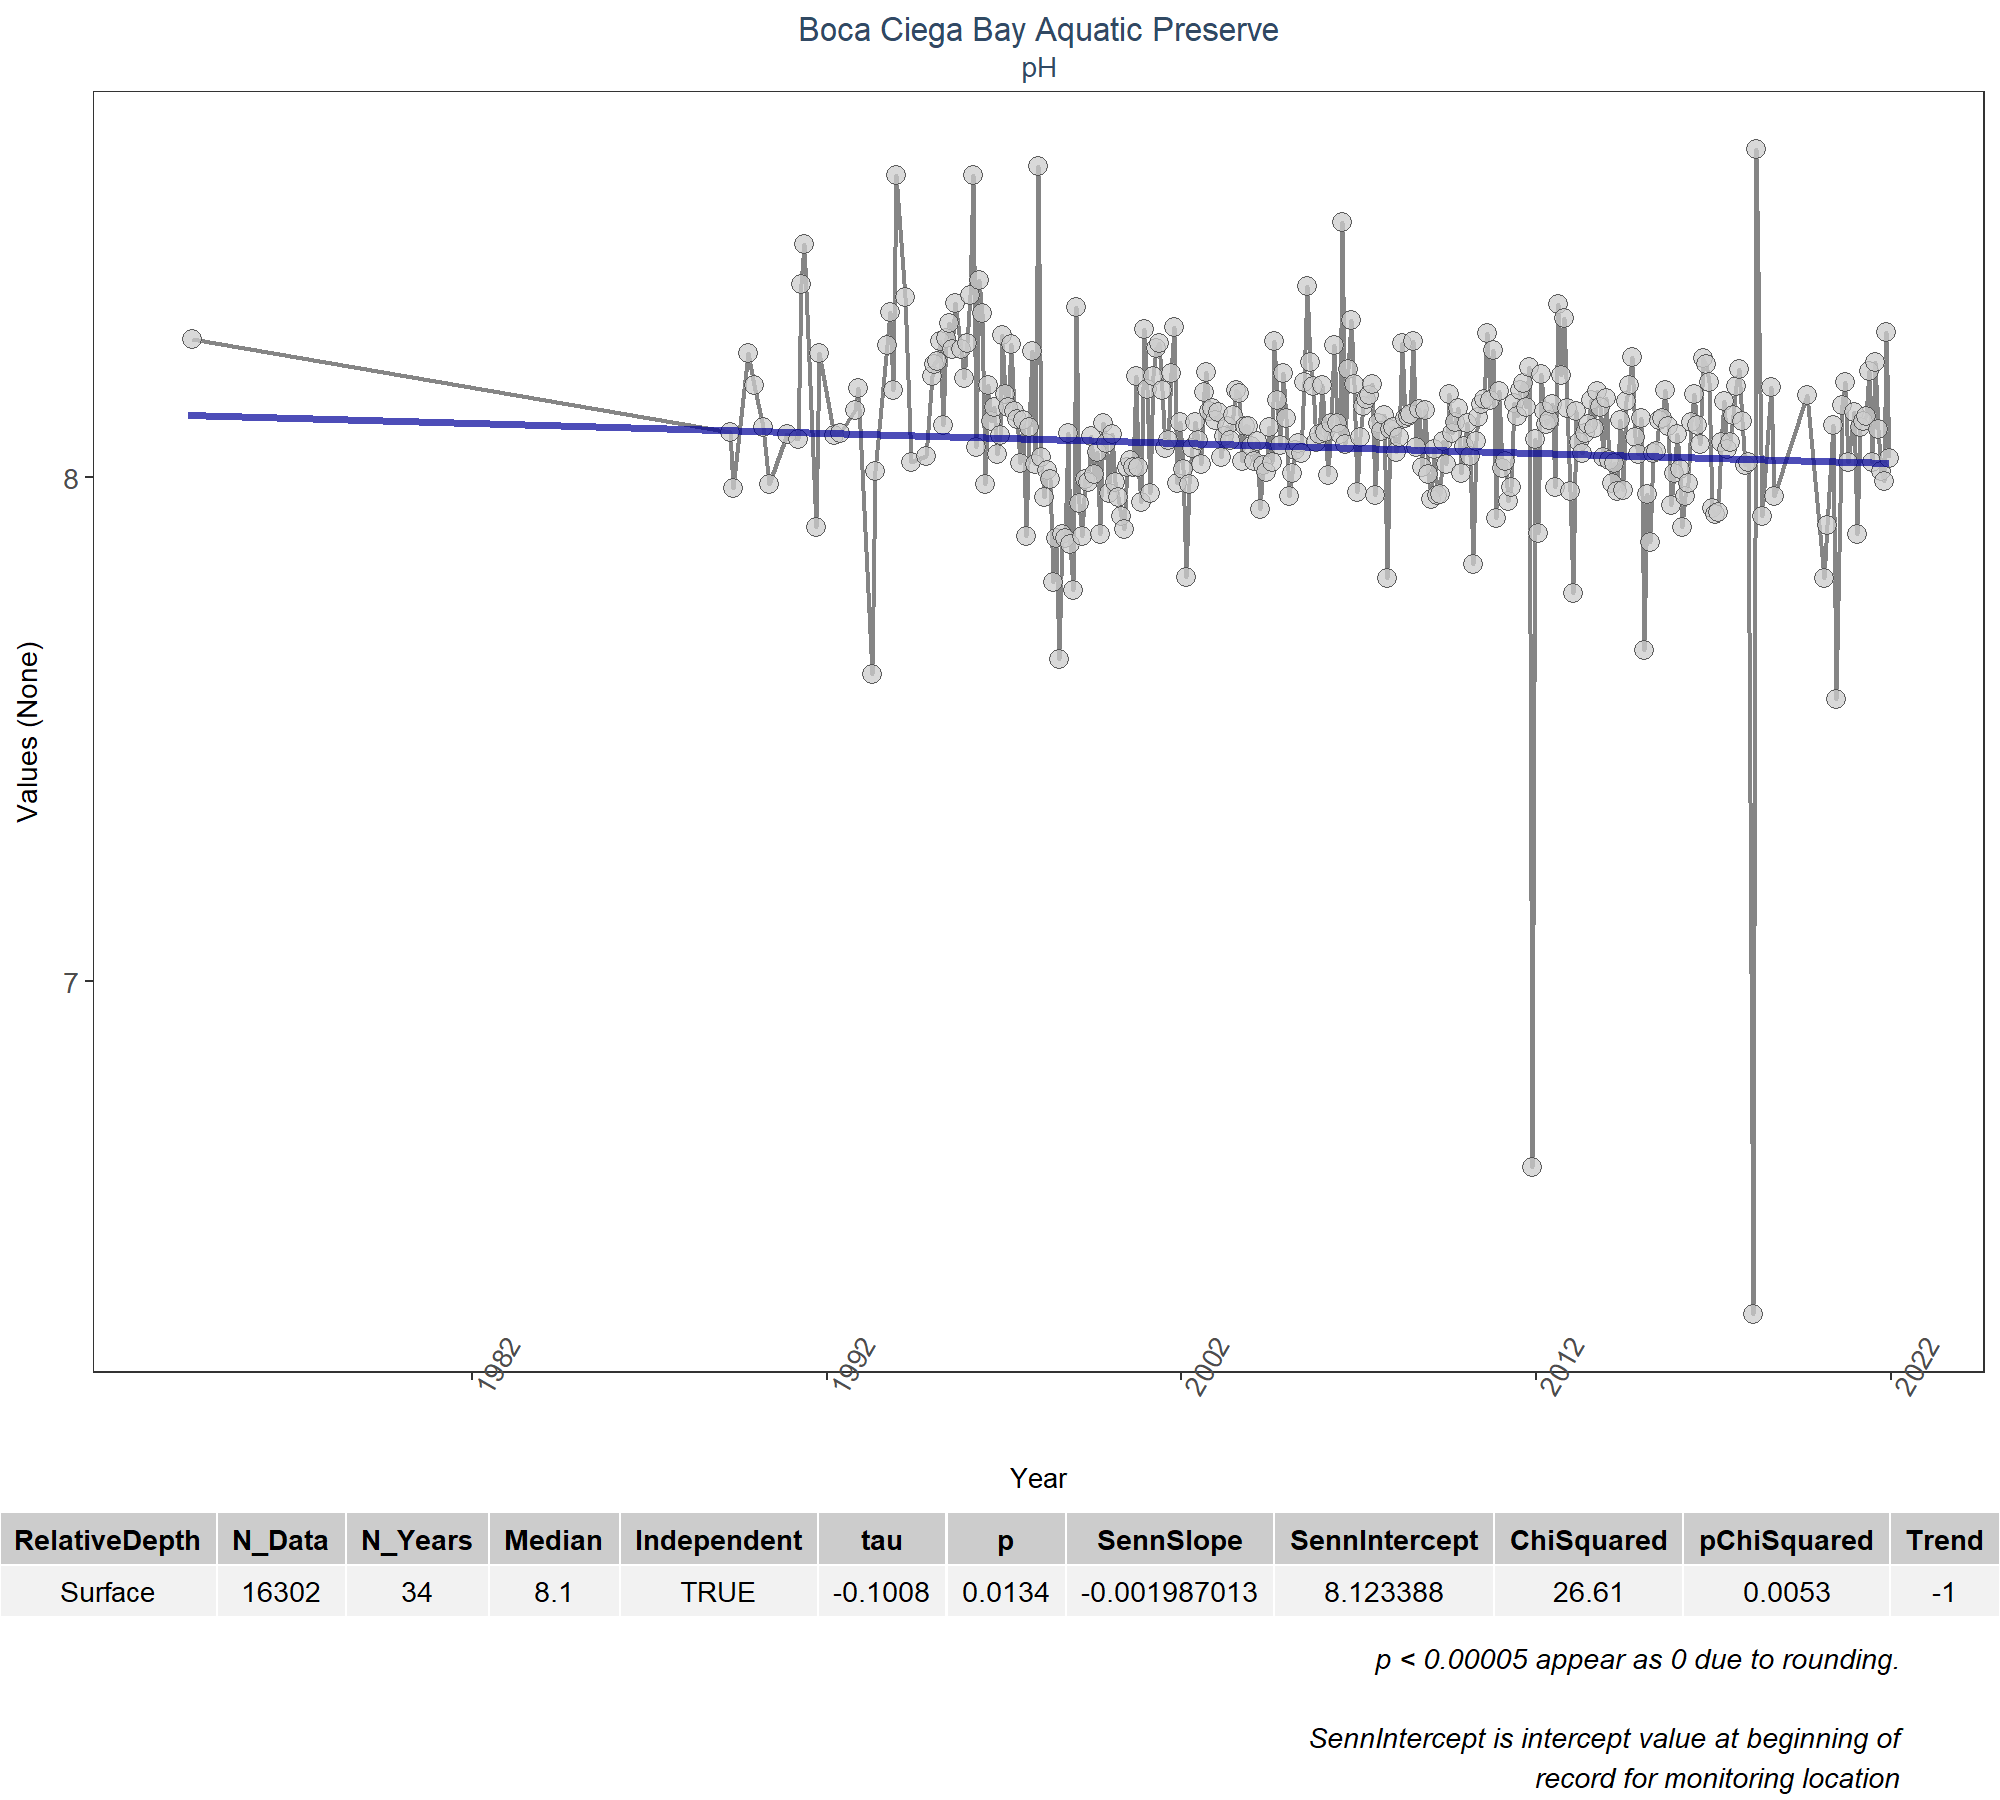 Boca Ciega Bay Aquatic Preserve
pH
8
7
Values (None)
1982 1992 2002 2012 2022
Year
RelativeDepth N_Data N_Years Median Independent tau p SennSlope SennIntercept ChiSquared pChiSquared Trend
Surface 16302 34 8.1 TRUE -0.1008 0.0134 -0.001987013 8.123388 26.61 0.0053 -1
p < 0.00005 appear as 0 due to rounding.
SennIntercept is intercept value at beginning of
record for monitoring location